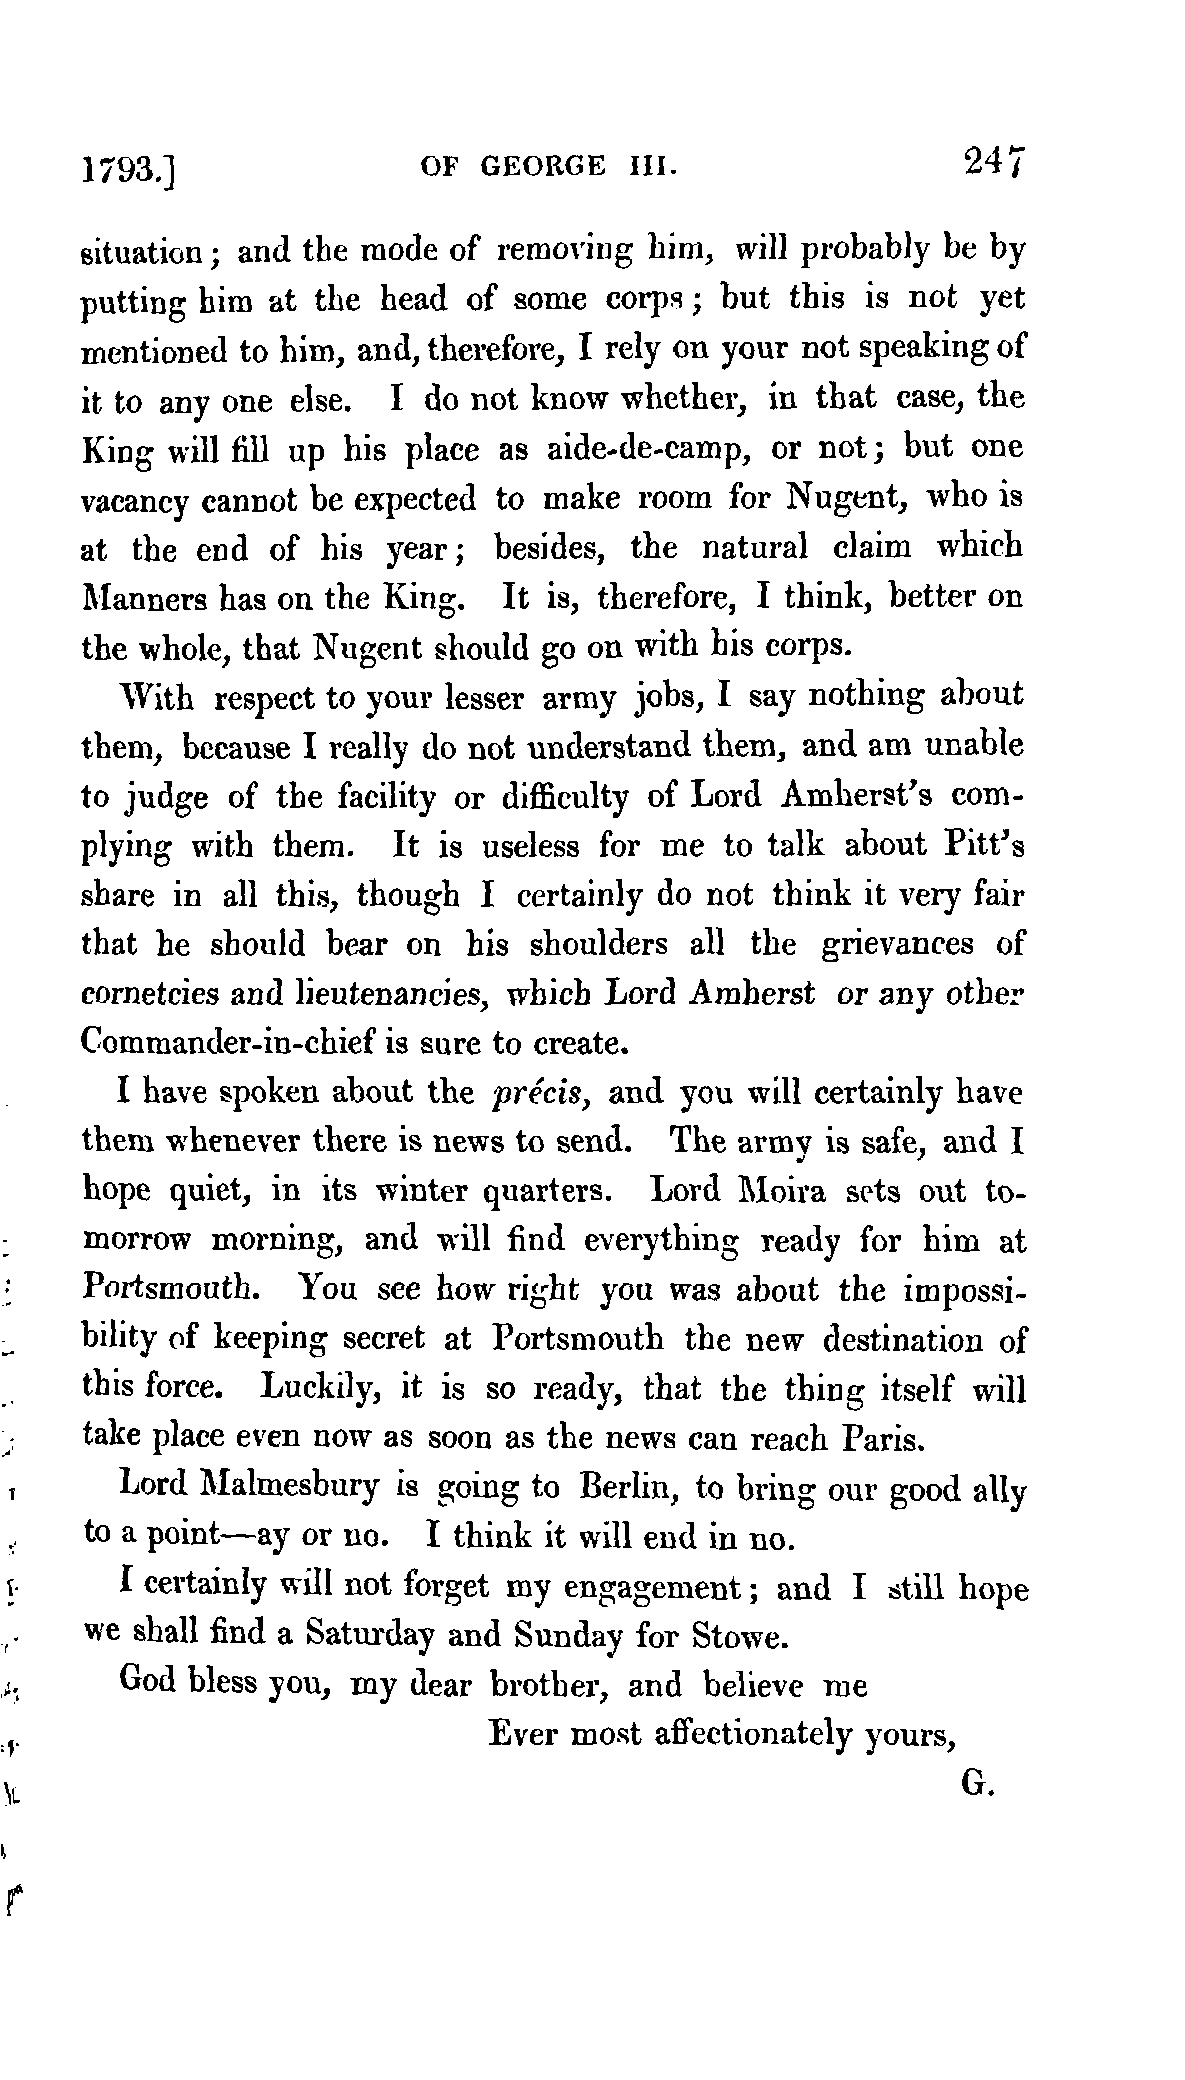 1793.] OF GEORGE III. 247
situation; and the mode of removing him, will probably be by
putting him at the head of some corps; but this is not yet
mentioned to him, and, therefore, I rely on your not speaking of
it to any one else. I do not know whether, in that case, the
King will fill up his place as aide-de-camp, or not; but one
vacancy cannot be expected to make room for Nugent, who is
at the end of his year; besides, the natural claim which
Manners has on the King. It is, therefore, I think, better on
the whole, that Nugent should go on with his corps.
With respect to your lesser army jobs, I say nothing about
them, because I really do not understand them, and am unable
to judge of the facility or difficulty of Lord Amherst's com-
plying with them. It is useless for me to talk about Pitt's
share in all this, though I certainly do not think it very fair
that he should bear on his shoulders all the grievances of
cornetcies and lieutenancies, which Lord Amherst or any other
Commander-in-chief is sure to create.
I have spoken about the précis, and you will certainly have
them whenever there is news to send. The army is safe, and I
hope quiet, in its winter quarters. Lord Moira sets out to-
morrow morning, and will find everything ready for him at
Portsmouth. You see how right you was about the impossi-
bility of keeping secret at Portsmouth the new destination of
this force. Luckily, it is so ready, that the thing itself will
take place even now as soon as the news can reach Paris.
Lord Malmesbury is going to Berlin, to bring our good ally
to a point—ay or no. I think it will end in no.
I certainly will not forget my engagement; and I still hope
we shall find a Saturday and Sunday for Stowe.
God bless you, my dear brother, and believe me
Ever most affectionately yours,
G.